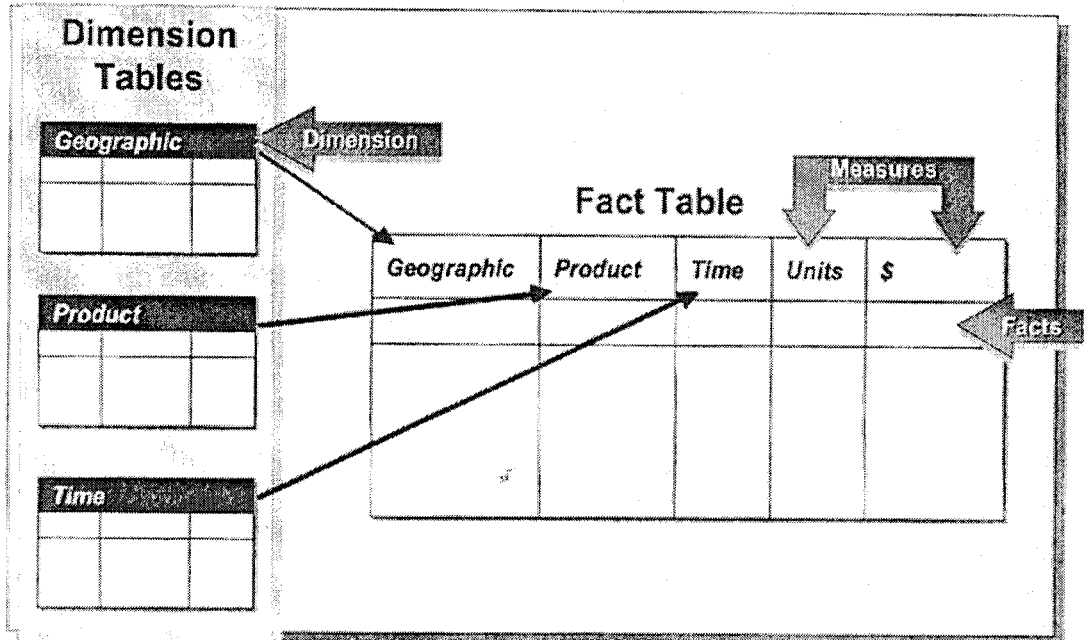 Dimension
Tables
Geographic
Dimension
Product
Time
Fact Table
Measures
Geographic Product Time Units $
Facts